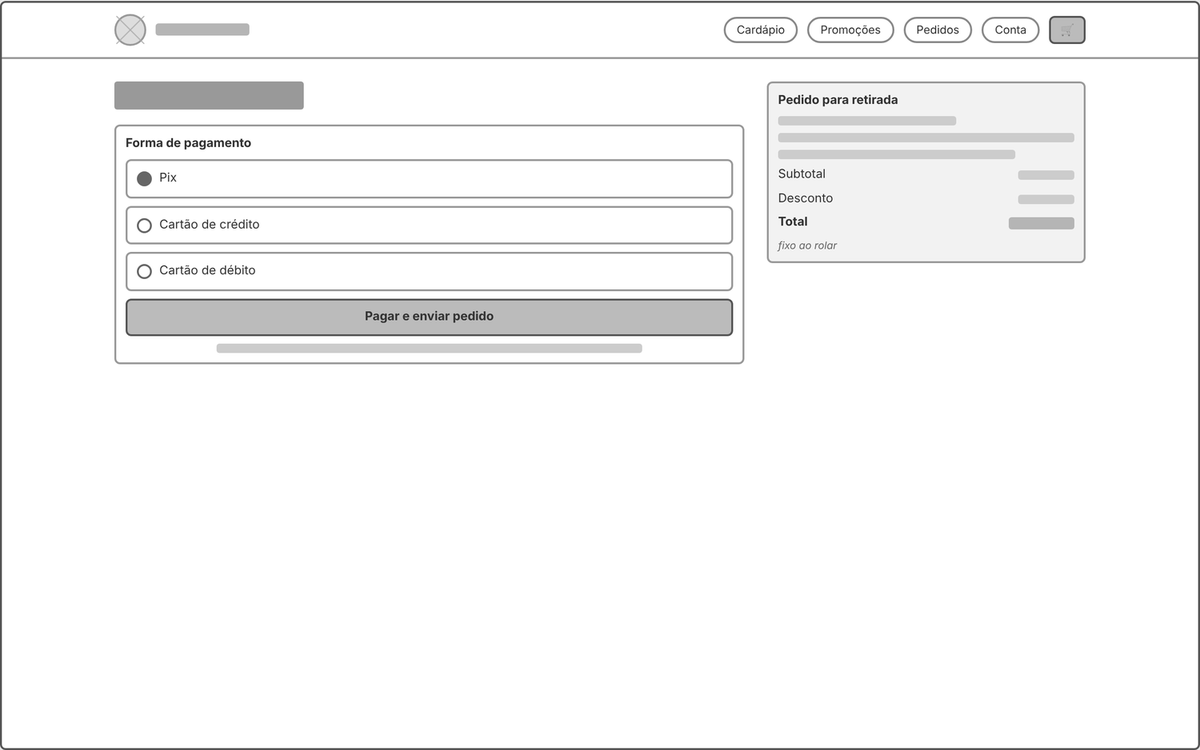 Cardápio
Promoções
Pedidos
Conta
Forma de pagamento
Pix
Cartão de crédito
Cartão de débito
Pagar e enviar pedido
Pedido para retirada
Subtotal
Desconto
Total
fixo ao rolar